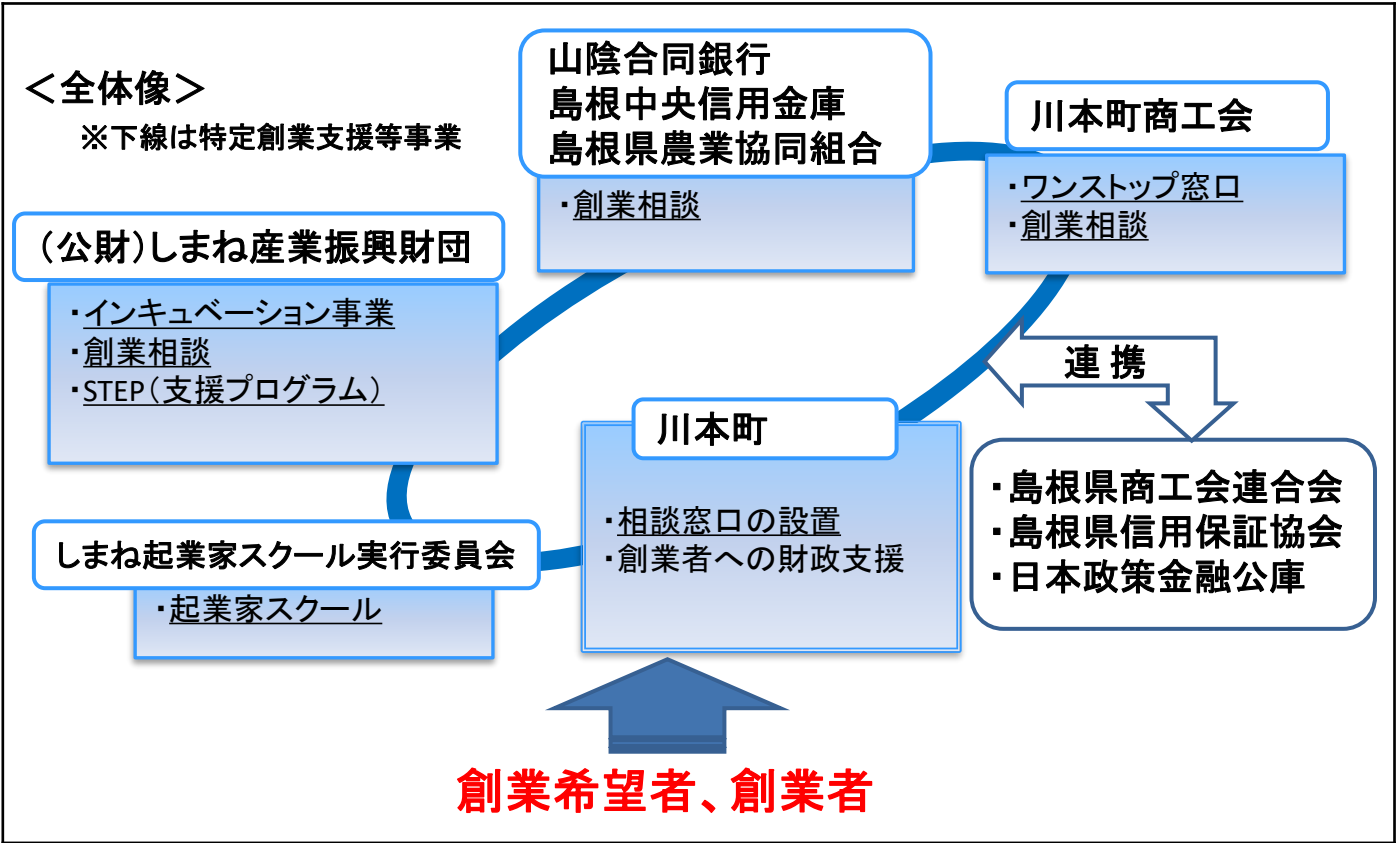 ＜全体像＞
※下線は特定創業支援等事業
山陰合同銀行
島根中央信用金庫
島根県農業協同組合
・創業相談
川本町商工会
・ワンストップ窓口
・創業相談
（公財）しまね産業振興財団
・インキュベーション事業
・創業相談
・STEP（支援プログラム）
連 携
川本町
・相談窓口の設置
・創業者への財政支援
・島根県商工会連合会
・島根県信用保証協会
・日本政策金融公庫
しまね起業家スクール実行委員会
・起業家スクール
創業希望者、創業者